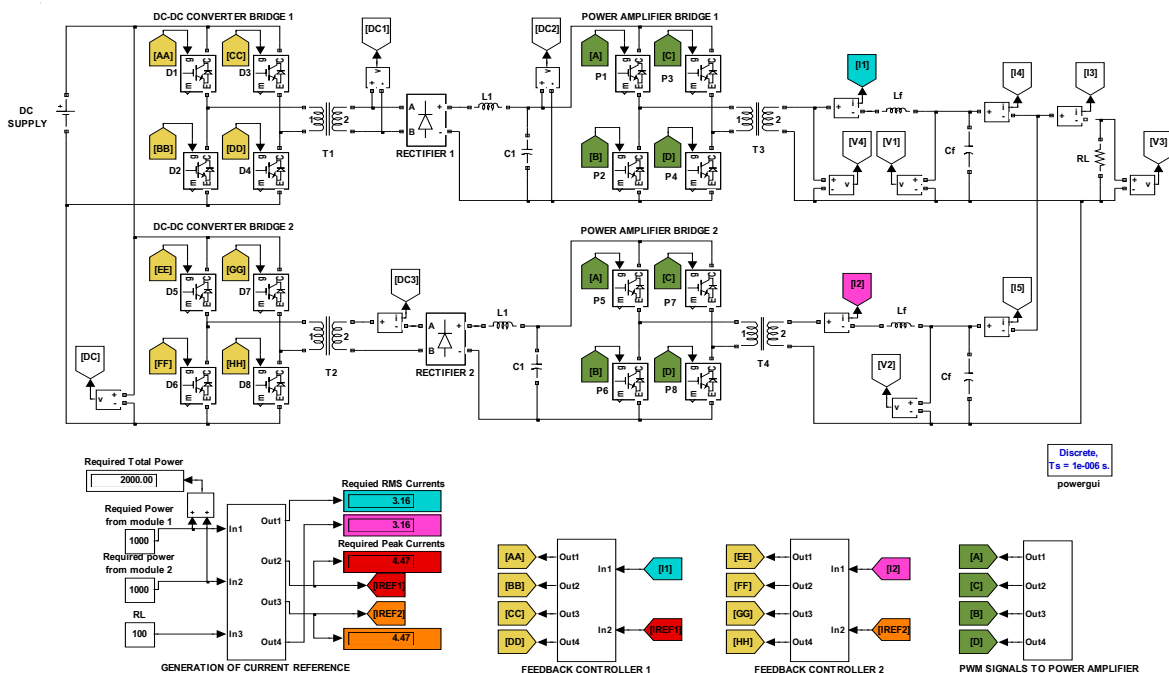 DC-DC CONVERTER BRIDGE 1
POWER AMPLIFIER BRIDGE 1
[AA]
[CC]
[DC1]
[DC2]
[A]
[C]
g C
m E
D1
D3
P1
P3
[I1]
[I4]
[I3]
DC
SUPPLY
[BB]
[DD]
D2
D4
1 2
T1
v
+ -
A +
B -
RECTIFIER 1
L1
C1
[B]
[D]
P2
P4
1 2
T3
+ i -
Lf
[V4]
[V1]
Cf
RL
[V3]
DC-DC CONVERTER BRIDGE 2
POWER AMPLIFIER BRIDGE 2
[EE]
[GG]
D5
D7
[DC3]
[A]
[C]
P5
P7
[I2]
[I5]
[DC]
[FF]
[HH]
D6
D8
1 2
T2
A +
B -
RECTIFIER 2
L1
C1
[B]
[D]
P6
P8
1 2
T4
Lf
[V2]
Cf
Discrete,
Ts = 1e-006 s.
powergui
Required Total Power
2000.00
Requied Power
from module 1
1000
Required power
from module 2
1000
RL
100
In1
In2
In3
Out1
Out2
Out3
Out4
GENERATION OF CURRENT REFERENCE
Requied RMS Currents
3.16
3.16
Required Peak Currents
4.47
[IREF1]
[IREF2]
4.47
[AA]
[BB]
[CC]
[DD]
Out1
Out2
Out3
Out4
In1
In2
[I1]
[IREF1]
FEEDBACK CONTROLLER 1
[EE]
[FF]
[GG]
[HH]
Out1
Out2
Out3
Out4
In1
In2
[I2]
[IREF2]
FEEDBACK CONTROLLER 2
[A]
[C]
[B]
[D]
Out1
Out2
Out3
Out4
PWM SIGNALS TO POWER AMPLIFIER